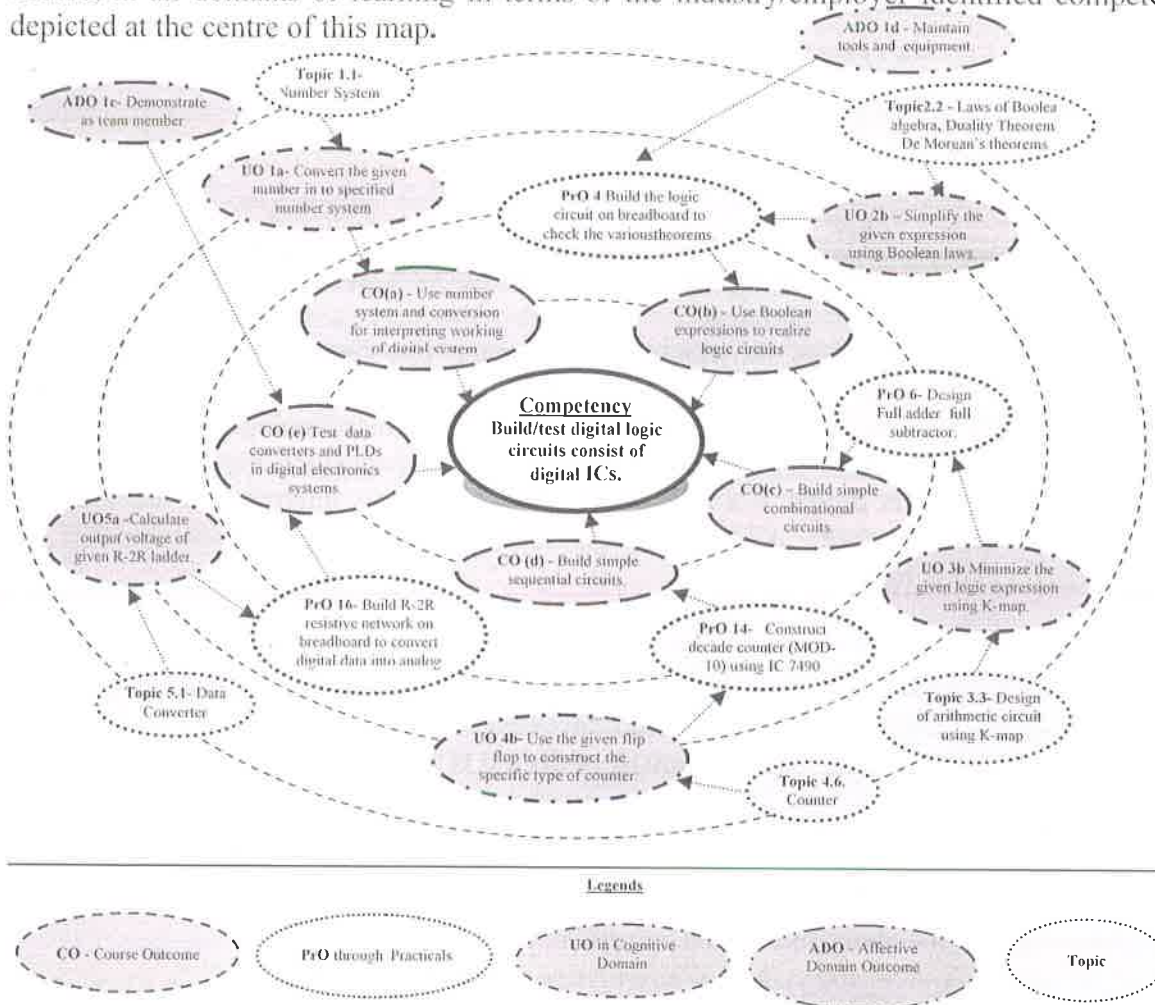 depicted at the centre of this map.
ADO 1d - Maintain
tools and equipment.
Topic 1.1-
Number System
ADO 1c- Demonstrate
as team member
Topic2.2 - Laws of Boolea
algebra, Duality Theorem
De Morgan's theorems
UO 1a- Convert the given
number in to specified
number system
PrO 4 Build the logic
circuit on breadboard to
check the varioustheorems
UO 2b - Simplify the
given expression
using Boolean laws.
CO(a) - Use number
system and conversion
for interpreting working
of digital system
CO(b) - Use Boolean
expressions to realize
logic circuits
Competency
Build/test digital logic
circuits consist of
digital ICs.
PrO 6- Design
Full adder full
subtractor.
CO (e) Test data
converters and PLDs
in digital electronics
systems.
CO(c) - Build simple
combinational
circuits.
UO5a -Calculate
output voltage of
given R-2R ladder.
CO (d) - Build simple
sequential circuits.
UO 3b Minimize the
given logic expression
using K-map.
PrO 16- Build R-2R
resistive network on
breadboard to convert
digital data into analog
PrO 14- Construct
decade counter (MOD-
10) using IC 7490
Topic 5.1- Data
Converter
Topic 3.3- Design
of arithmetic circuit
using K-map
UO 4b- Use the given flip
flop to construct the
specific type of counter.
Topic 4.6.
Counter
Legends
CO - Course Outcome
PrO through Practicals
UO in Cognitive
Domain
ADO - Affective
Domain Outcome
Topic